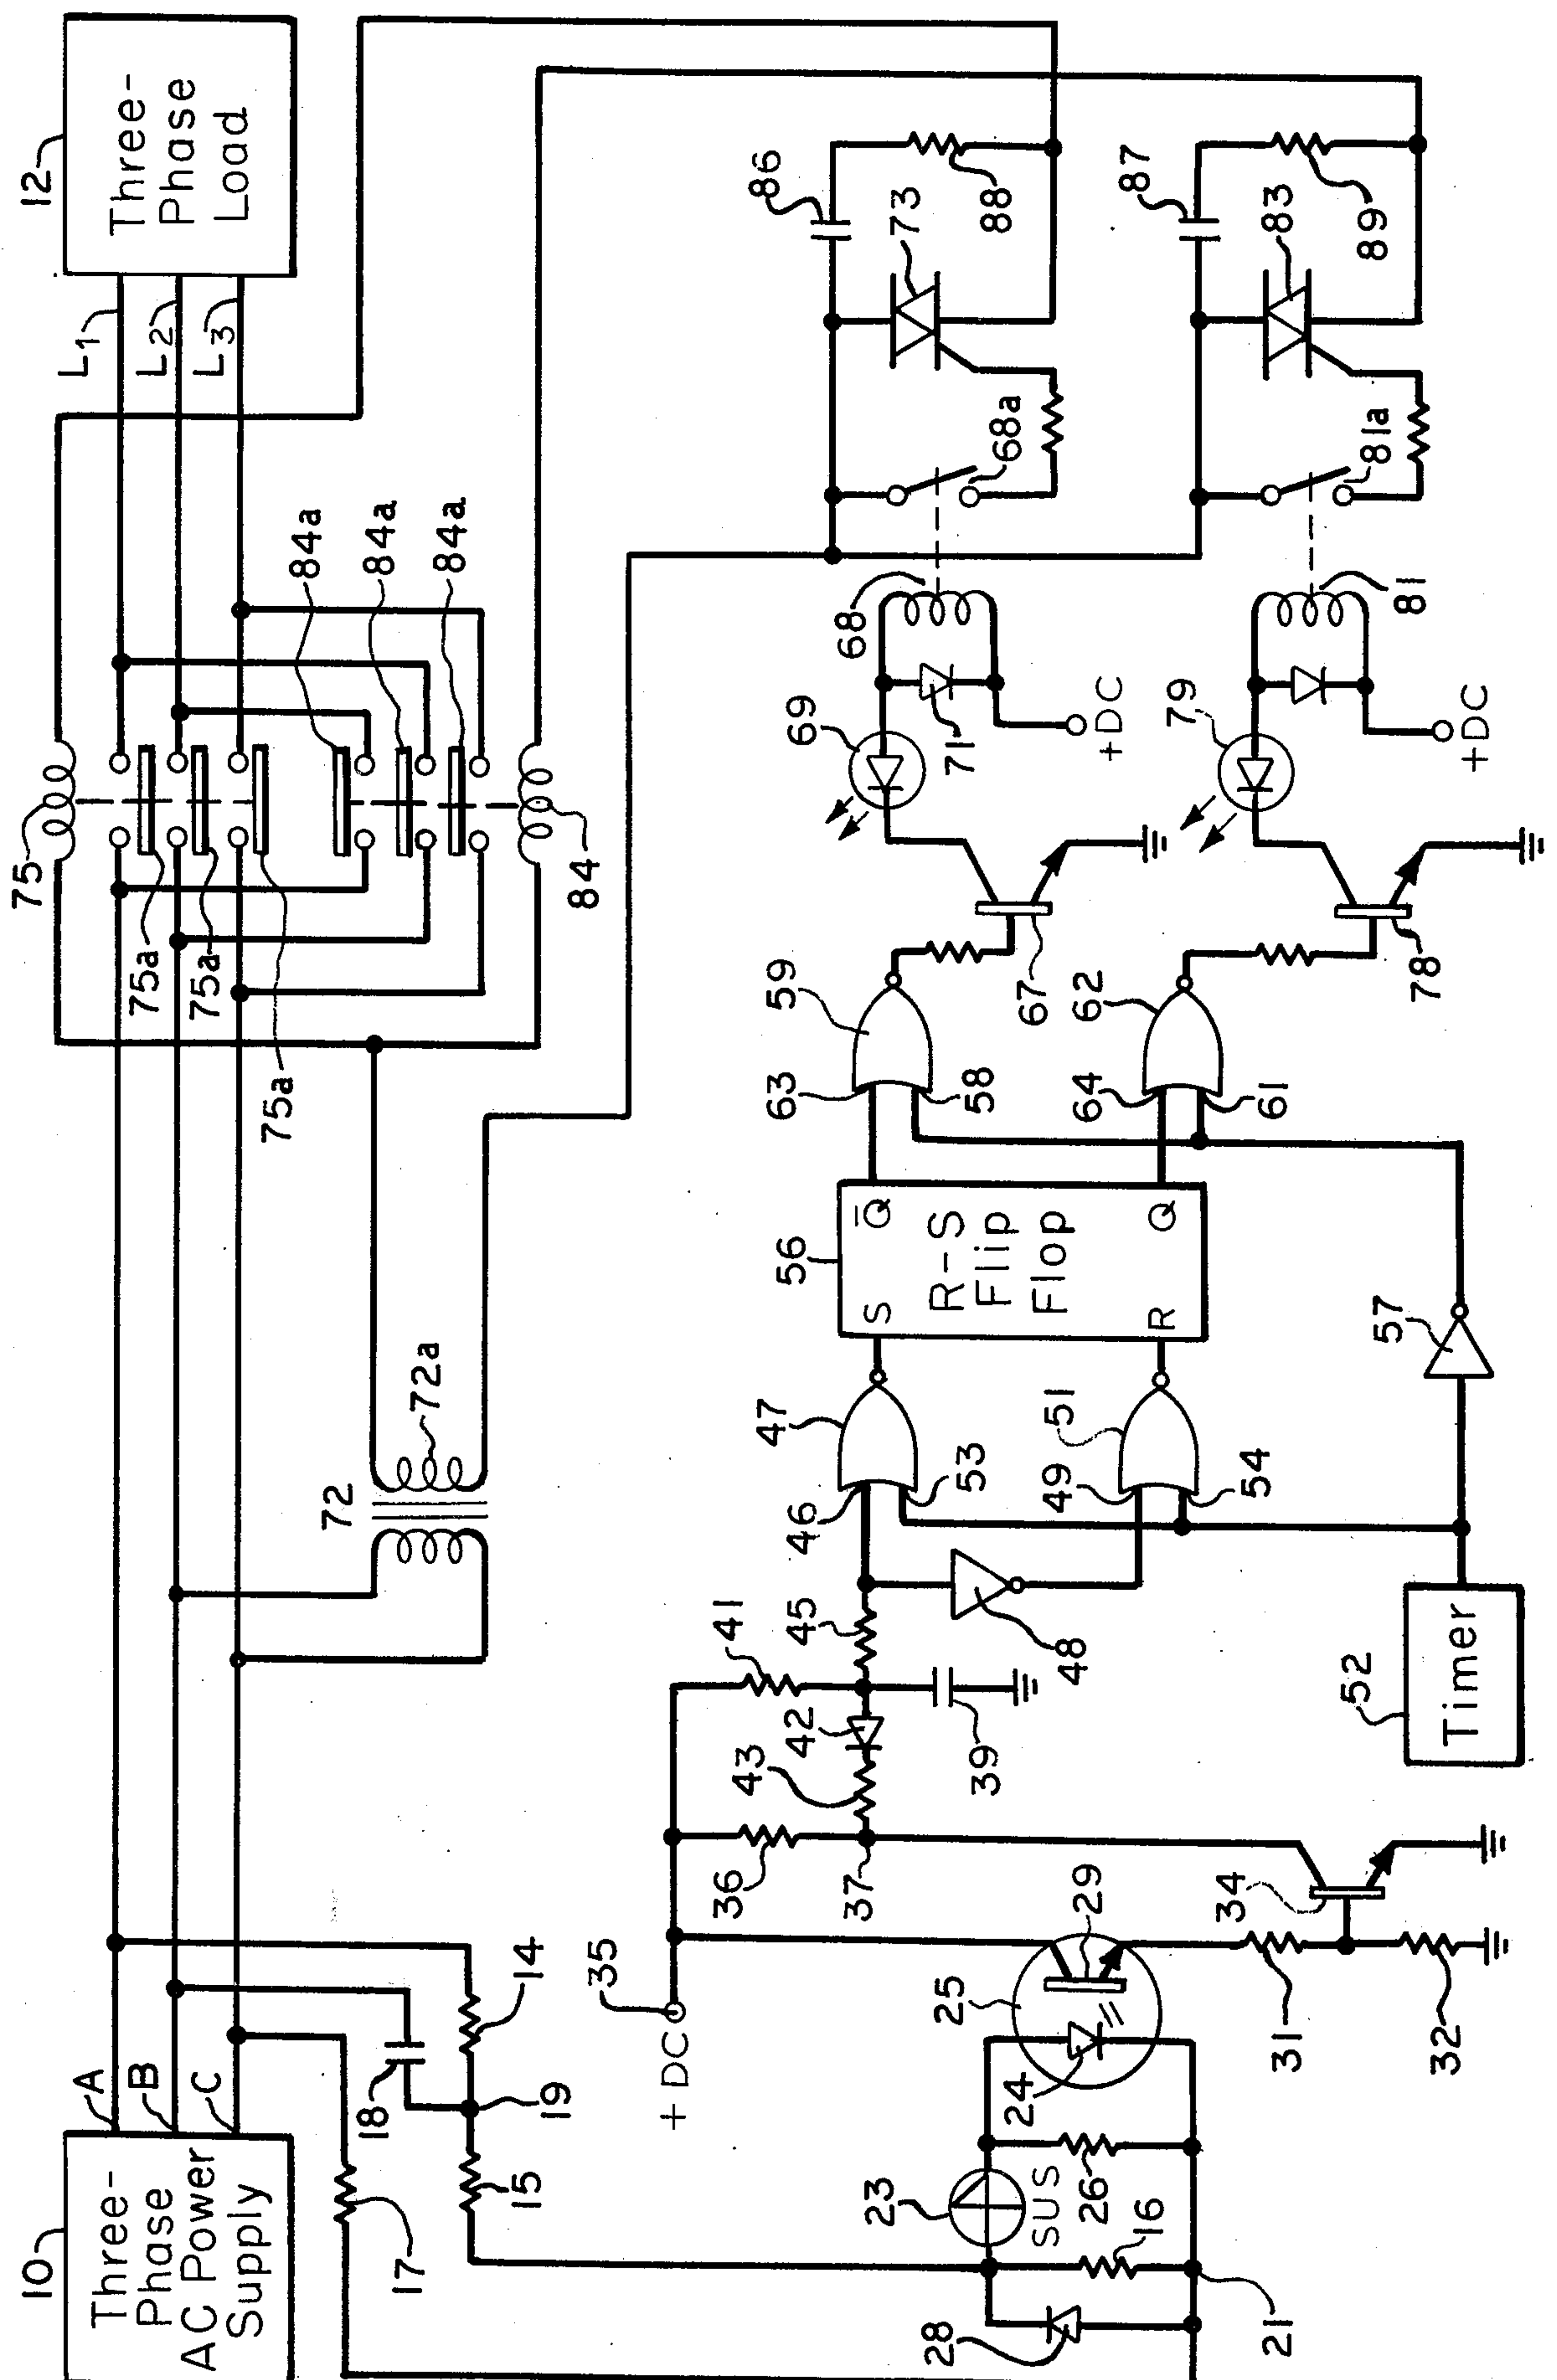 10
Three-
Phase
AC Power
Supply
A
B
C
17
18
14
15
19
72
72a
75
75a
75a
75a
84a
84a
84a
84
L1
L2
L3
12
Three-
Phase
Load
+DC
35
36
37
43
42
41
39
45
46
47
53
48
49
51
54
56
S
R
R-S
Flip
Flop
Q̅
Q
63
58
59
64
61
62
57
52
Timer
67
69
71
68
+DC
68a
73
86
88
78
79
81
+DC
81a
83
87
89
28
21
16
23
SUS
26
24
25
29
31
32
34